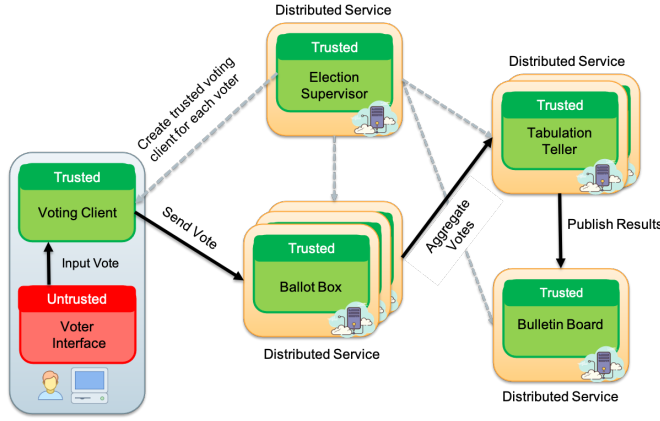 Distributed Service
Trusted
Election
Supervisor
Create trusted voting
client for each voter
Distributed Service
Trusted
Tabulation
Teller
Trusted
Voting Client
Send Vote
Input Vote
Untrusted
Voter
Interface
Trusted
Ballot Box
Distributed Service
Aggregate
Votes
Publish Results
Trusted
Bulletin Board
Distributed Service